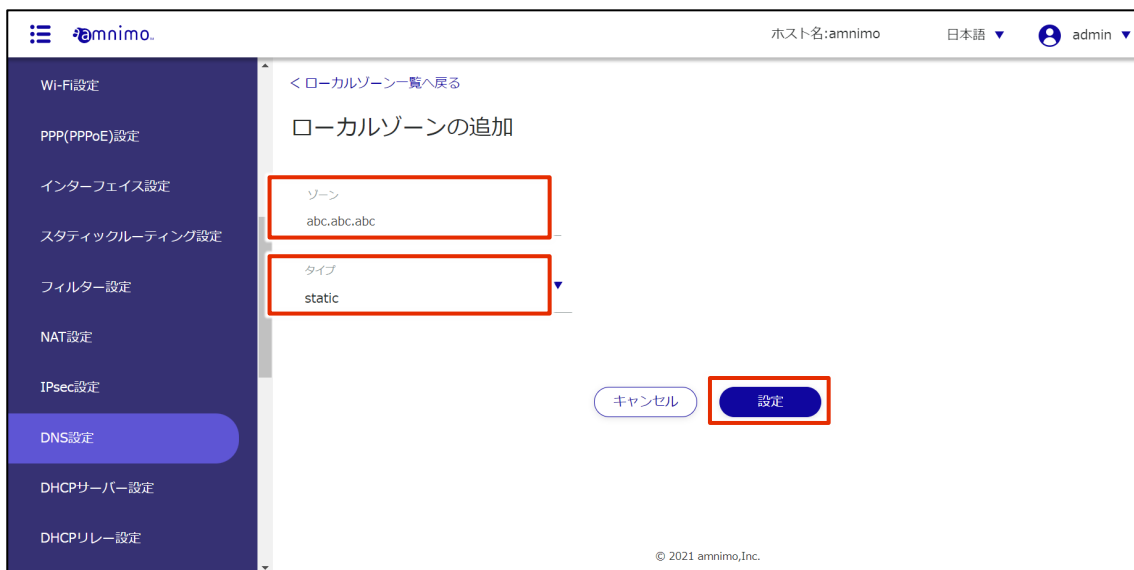 amnimo
ホスト名:amnimo
日本語 ▼
admin ▼
Wi-Fi設定
PPP(PPPoE)設定
インターフェイス設定
スタティックルーティング設定
フィルター設定
NAT設定
IPsec設定
DNS設定
DHCPサーバー設定
DHCPリレー設定
< ローカルゾーン一覧へ戻る
ローカルゾーンの追加
ゾーン
abc.abc.abc
タイプ
static
キャンセル
設定
© 2021 amnimo,Inc.